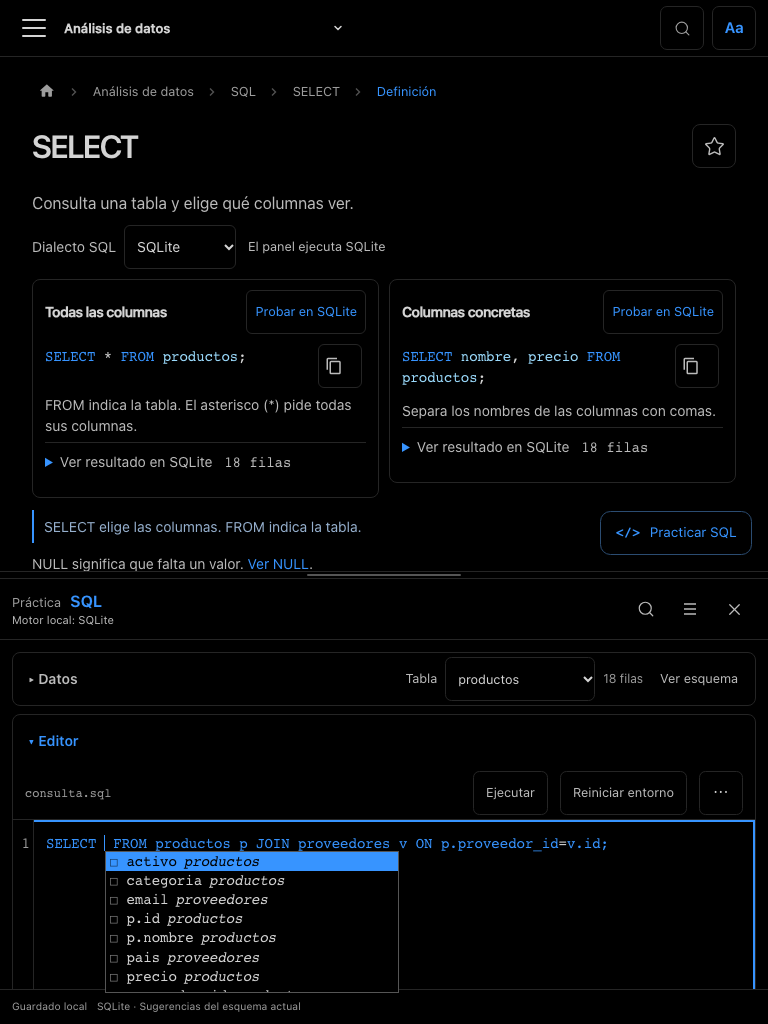 Análisis de datos
Aa
Análisis de datos > SQL > SELECT > Definición
SELECT
Consulta una tabla y elige qué columnas ver.
Dialecto SQL SQLite El panel ejecuta SQLite
Todas las columnas
Probar en SQLite
SELECT * FROM productos;
FROM indica la tabla. El asterisco (*) pide todas
sus columnas.
Ver resultado en SQLite 18 filas
Columnas concretas
Probar en SQLite
SELECT nombre, precio FROM
productos;
Separa los nombres de las columnas con comas.
Ver resultado en SQLite 18 filas
SELECT elige las columnas. FROM indica la tabla.
</> Practicar SQL
NULL significa que falta un valor. Ver NULL.
Práctica SQL
Motor local: SQLite
Datos
Tabla productos 18 filas Ver esquema
Editor
consulta.sql
Ejecutar
Reiniciar entorno
...
1 SELECT FROM productos p JOIN proveedores v ON p.proveedor_id=v.id;
activo productos
categoria productos
email proveedores
p.id productos
p.nombre productos
pais proveedores
precio productos
Guardado local SQLite · Sugerencias del esquema actual